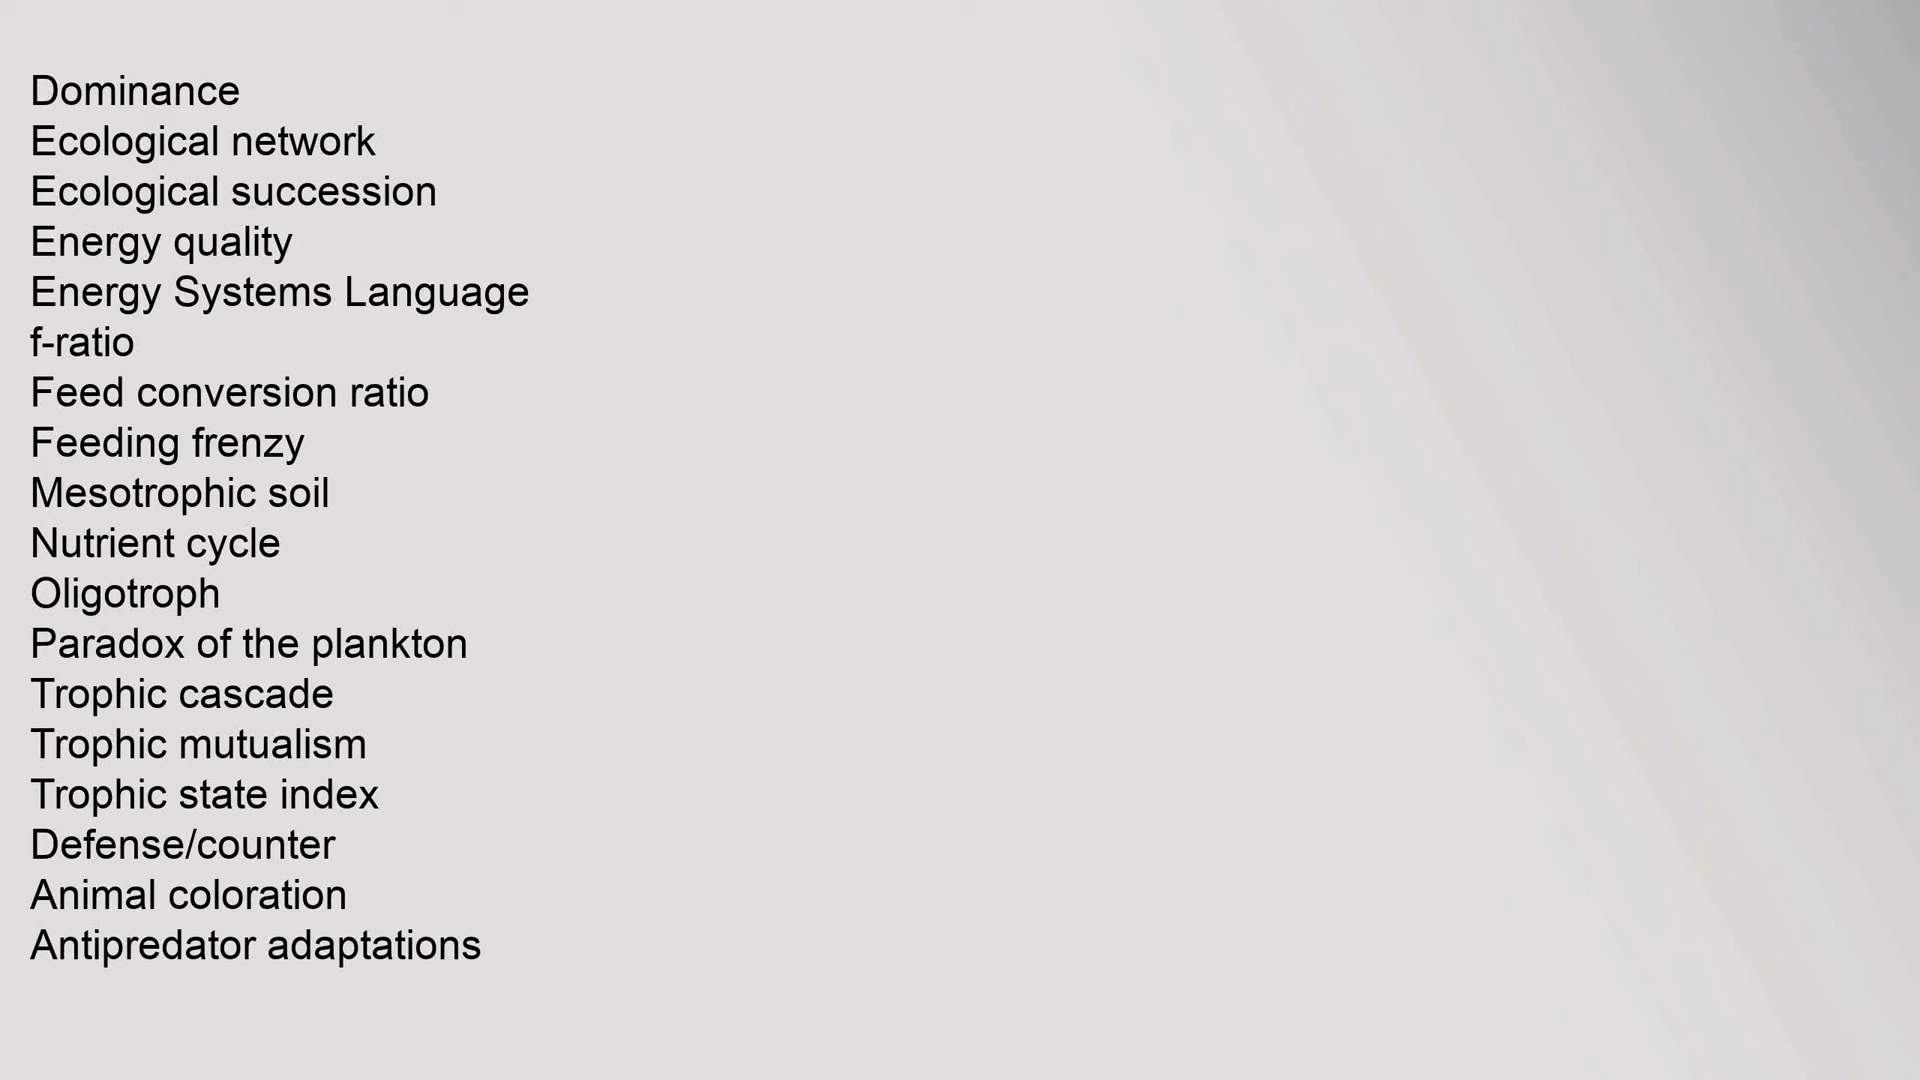 Dominance
Ecological network
Ecological succession
Energy quality
Energy Systems Language
f-ratio
Feed conversion ratio
Feeding frenzy
Mesotrophic soil
Nutrient cycle
Oligotroph
Paradox of the plankton
Trophic cascade
Trophic mutualism
Trophic state index
Defense/counter
Animal coloration
Antipredator adaptations